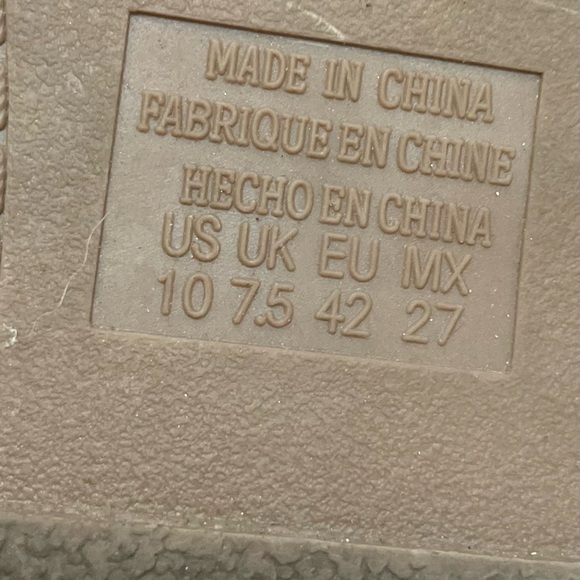 MADE IN CHINA
FABRIQUE EN CHINE
HECHO EN CHINA
US UK EU MX
10 7.5 42 27